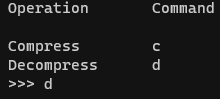 Operation Command
Compress c
Decompress d
>>> d